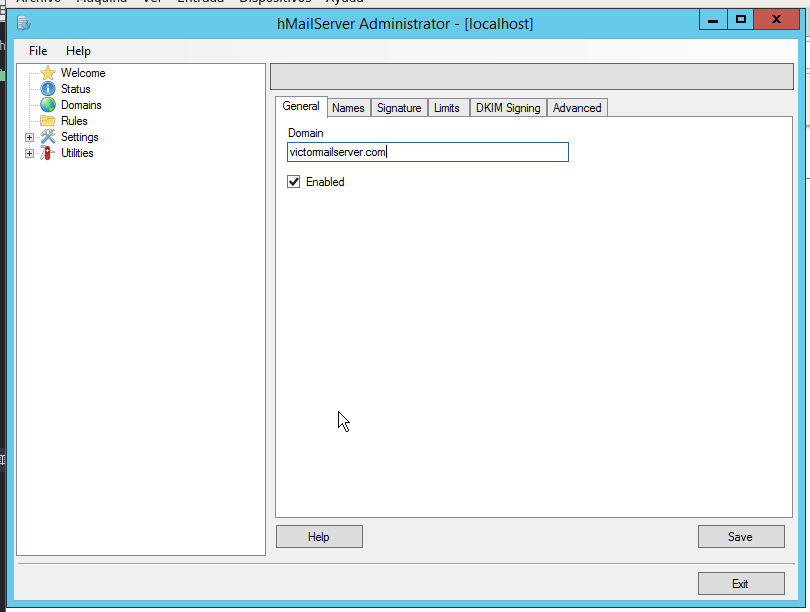 Archivo Máquina Ver Entrada Dispositivos Ayuda
hMailServer Administrator - [localhost]
File Help
Welcome
Status
Domains
Rules
Settings
Utilities
General Names Signature Limits DKIM Signing Advanced
Domain
victormailserver.com
Enabled
Help Save
Exit